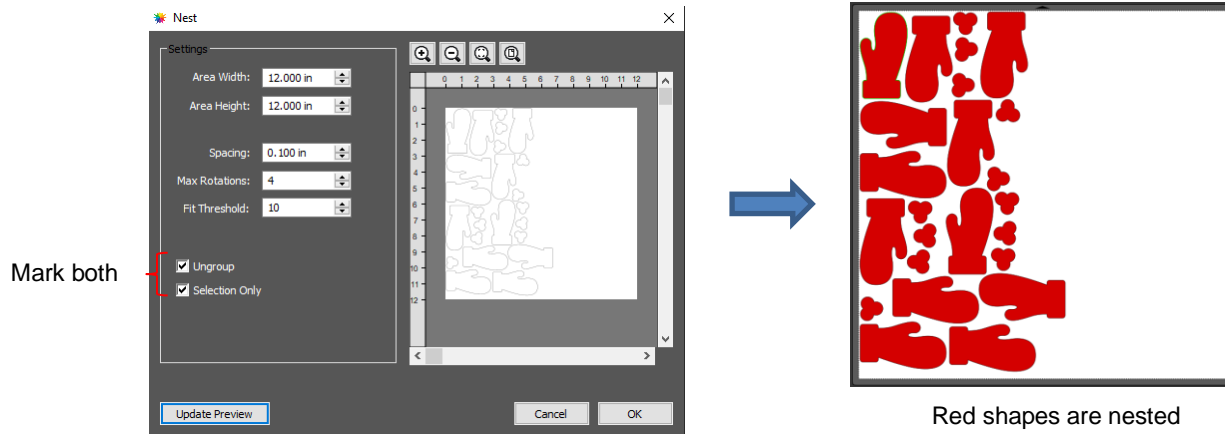 Nest
Settings
Area Width: 12.000 in
Area Height: 12.000 in
Spacing: 0.100 in
Max Rotations: 4
Fit Threshold: 10
Mark both
Ungroup
Selection Only
0 1 2 3 4 5 6 7 8 9 10 11 12
0
1
2
3
4
5
6
7
8
9
10
11
12
Update Preview
Cancel
OK
Red shapes are nested